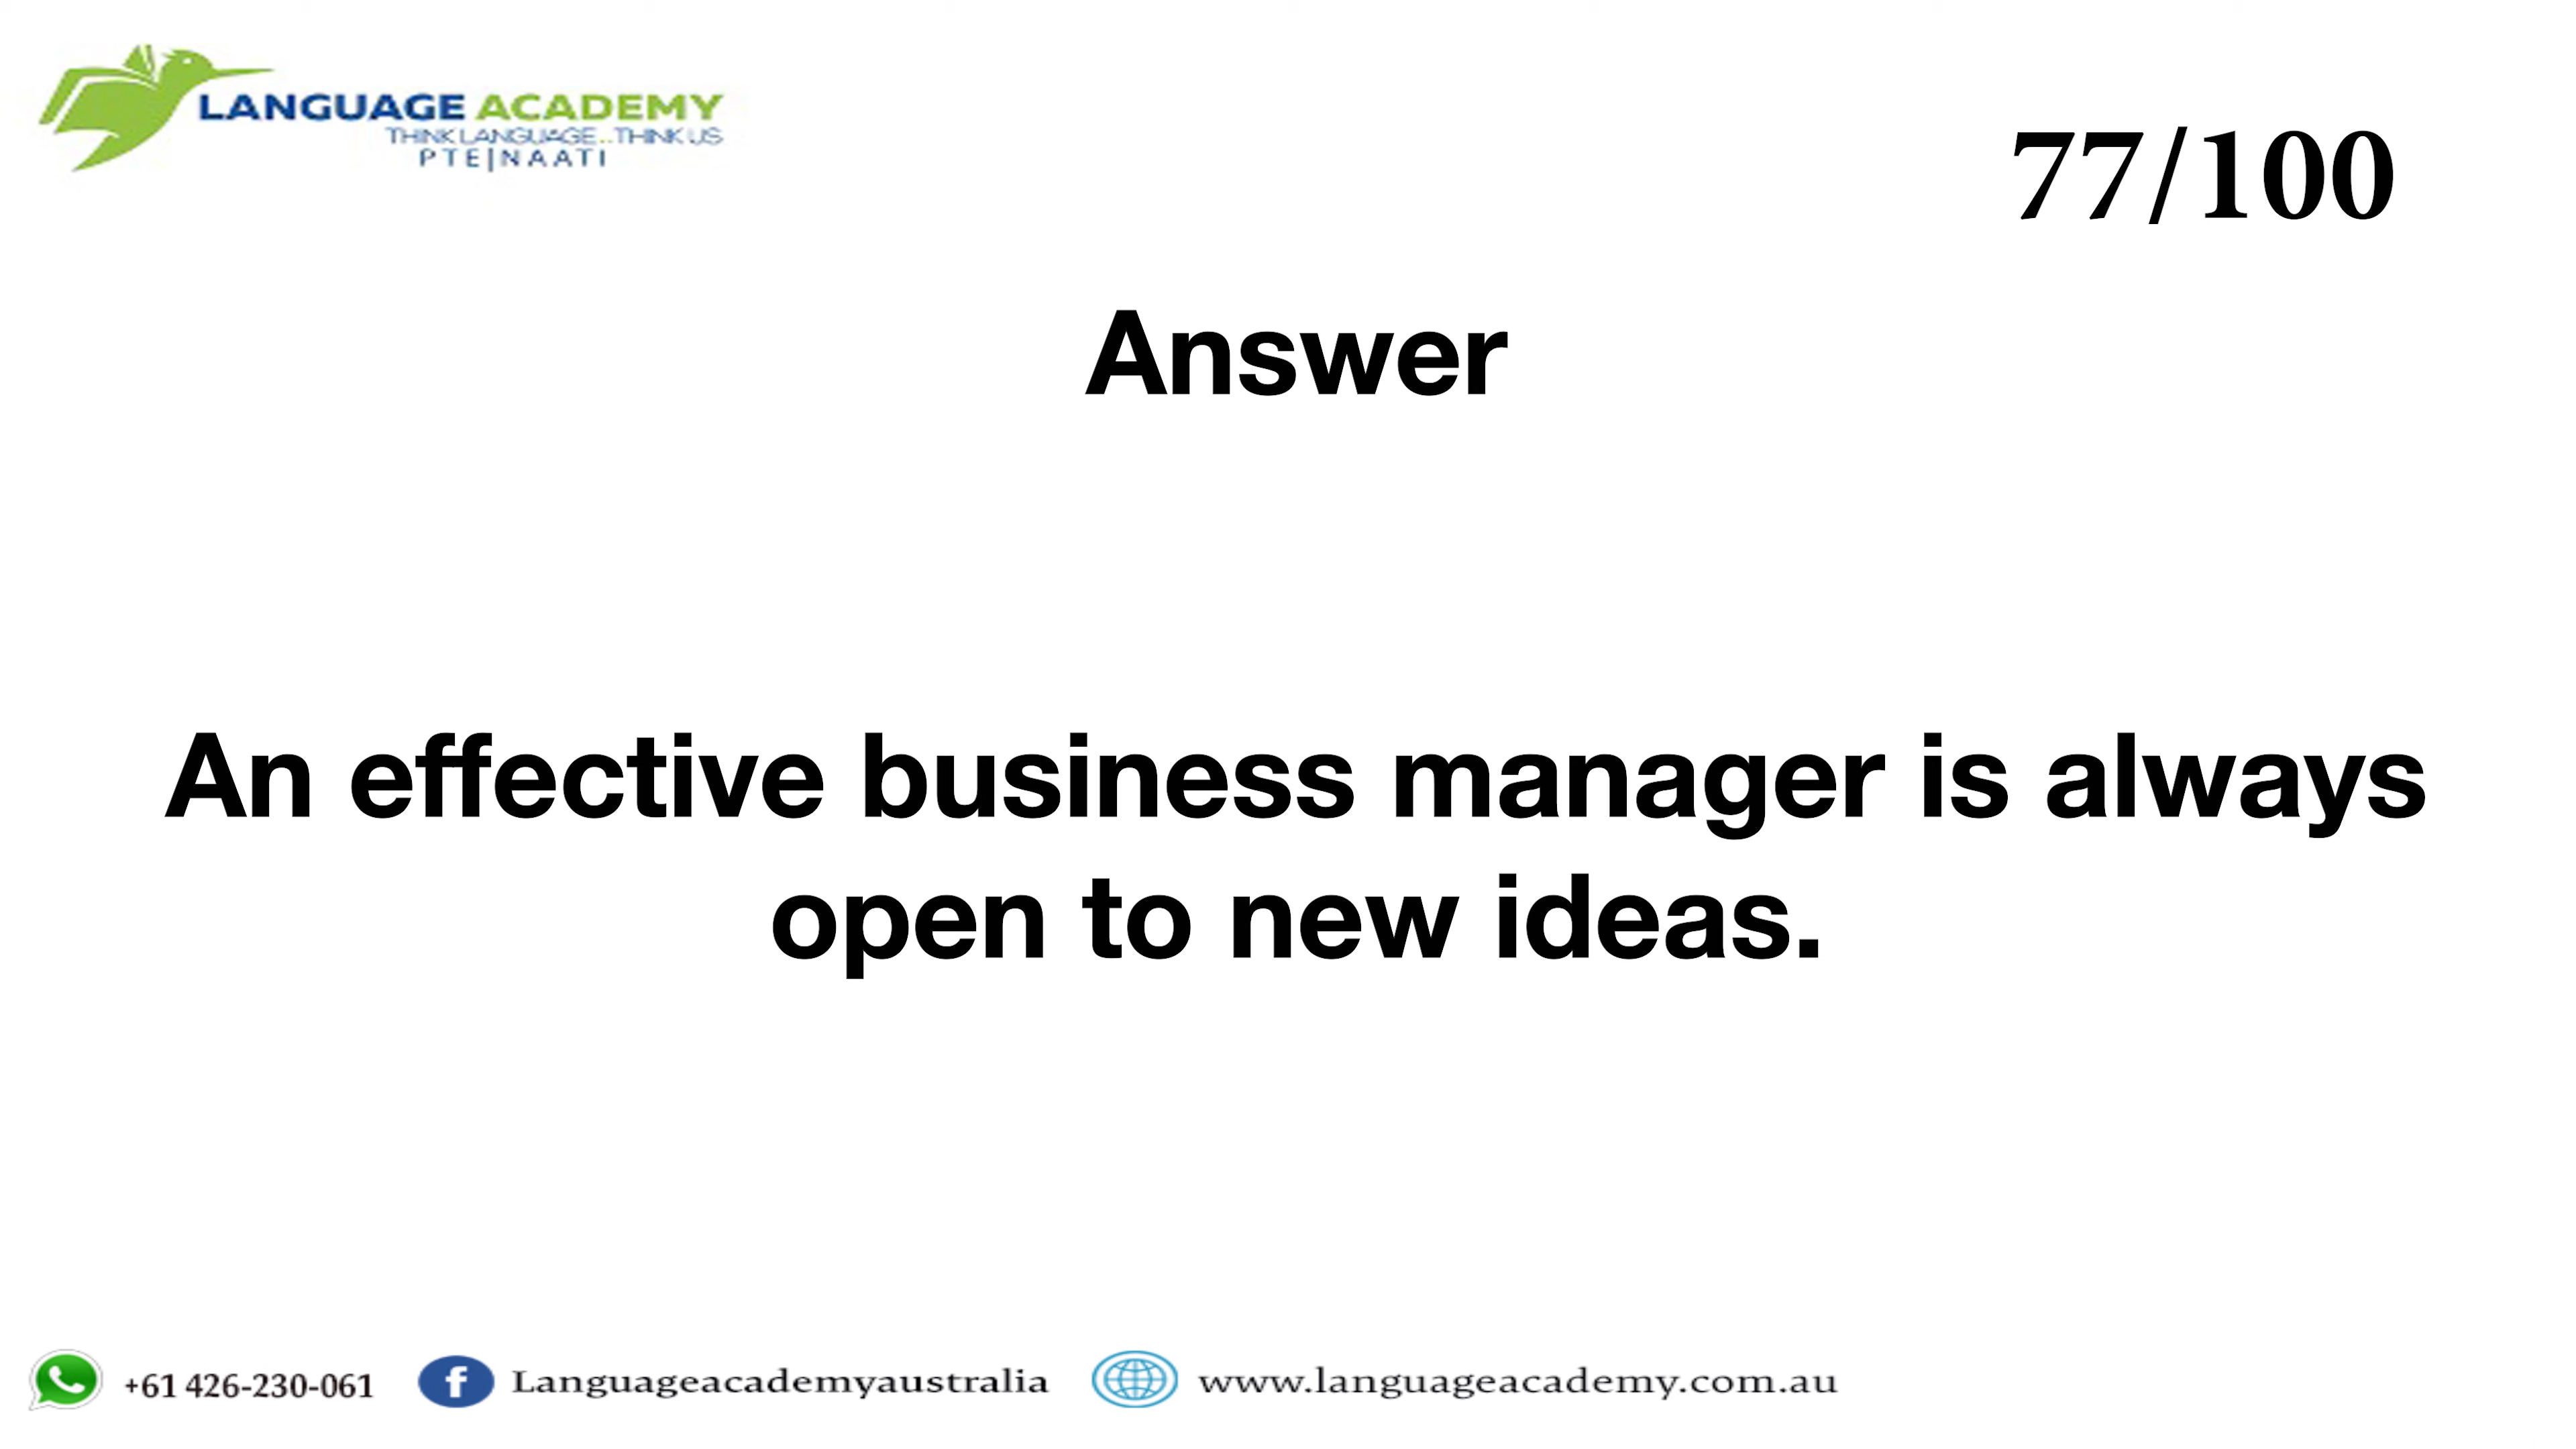 LANGUAGE ACADEMY
THINK LANGUAGE..THINK US
PTE|NAATI
77/100
Answer
An effective business manager is always
open to new ideas.
+61 426-230-061 Languageacademyaustralia www.languageacademy.com.au